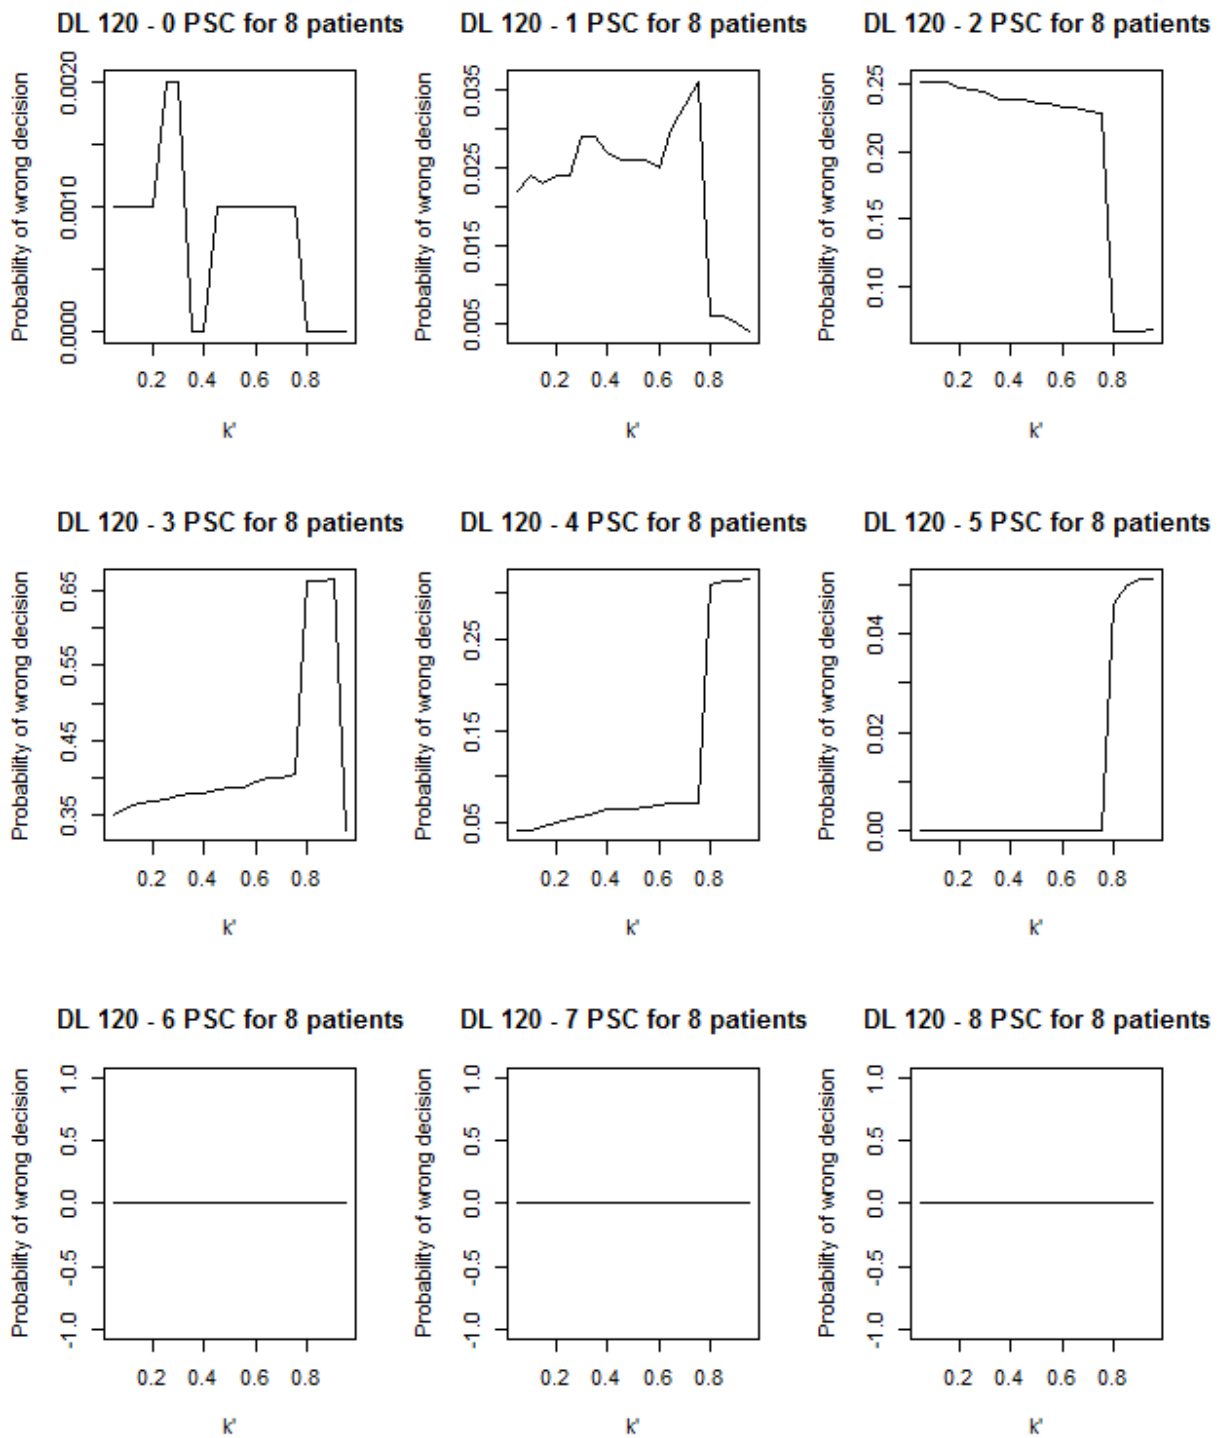 DL 120 - 0 PSC for 8 patients
Probability of wrong decision
0.0020
0.0010
0.0000
0.2 0.4 0.6 0.8
k'
DL 120 - 1 PSC for 8 patients
Probability of wrong decision
0.035
0.025
0.015
0.005
0.2 0.4 0.6 0.8
k'
DL 120 - 2 PSC for 8 patients
Probability of wrong decision
0.25
0.20
0.15
0.10
0.2 0.4 0.6 0.8
k'
DL 120 - 3 PSC for 8 patients
Probability of wrong decision
0.65
0.55
0.45
0.35
0.2 0.4 0.6 0.8
k'
DL 120 - 4 PSC for 8 patients
Probability of wrong decision
0.25
0.15
0.05
0.2 0.4 0.6 0.8
k'
DL 120 - 5 PSC for 8 patients
Probability of wrong decision
0.04
0.02
0.00
0.2 0.4 0.6 0.8
k'
DL 120 - 6 PSC for 8 patients
Probability of wrong decision
1.0
0.5
0.0
-0.5
-1.0
0.2 0.4 0.6 0.8
k'
DL 120 - 7 PSC for 8 patients
Probability of wrong decision
1.0
0.5
0.0
-0.5
-1.0
0.2 0.4 0.6 0.8
k'
DL 120 - 8 PSC for 8 patients
Probability of wrong decision
1.0
0.5
0.0
-0.5
-1.0
0.2 0.4 0.6 0.8
k'